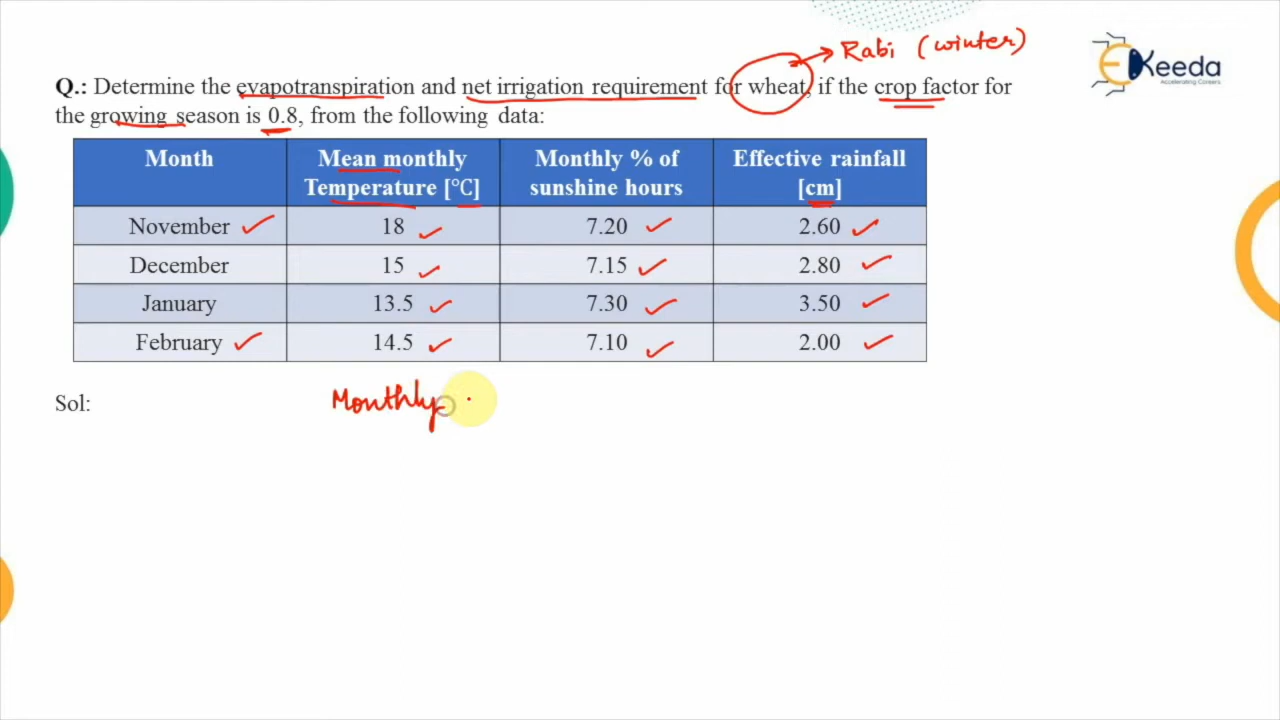 Rabi (winter)
EKeeda
Accelerating Careers
Q.: Determine the evapotranspiration and net irrigation requirement for wheat, if the crop factor for
the growing season is 0.8, from the following data:
Month Mean monthly Temperature [°C] Monthly % of sunshine hours Effective rainfall [cm]
November 18 7.20 2.60
December 15 7.15 2.80
January 13.5 7.30 3.50
February 14.5 7.10 2.00
Sol: Monthly